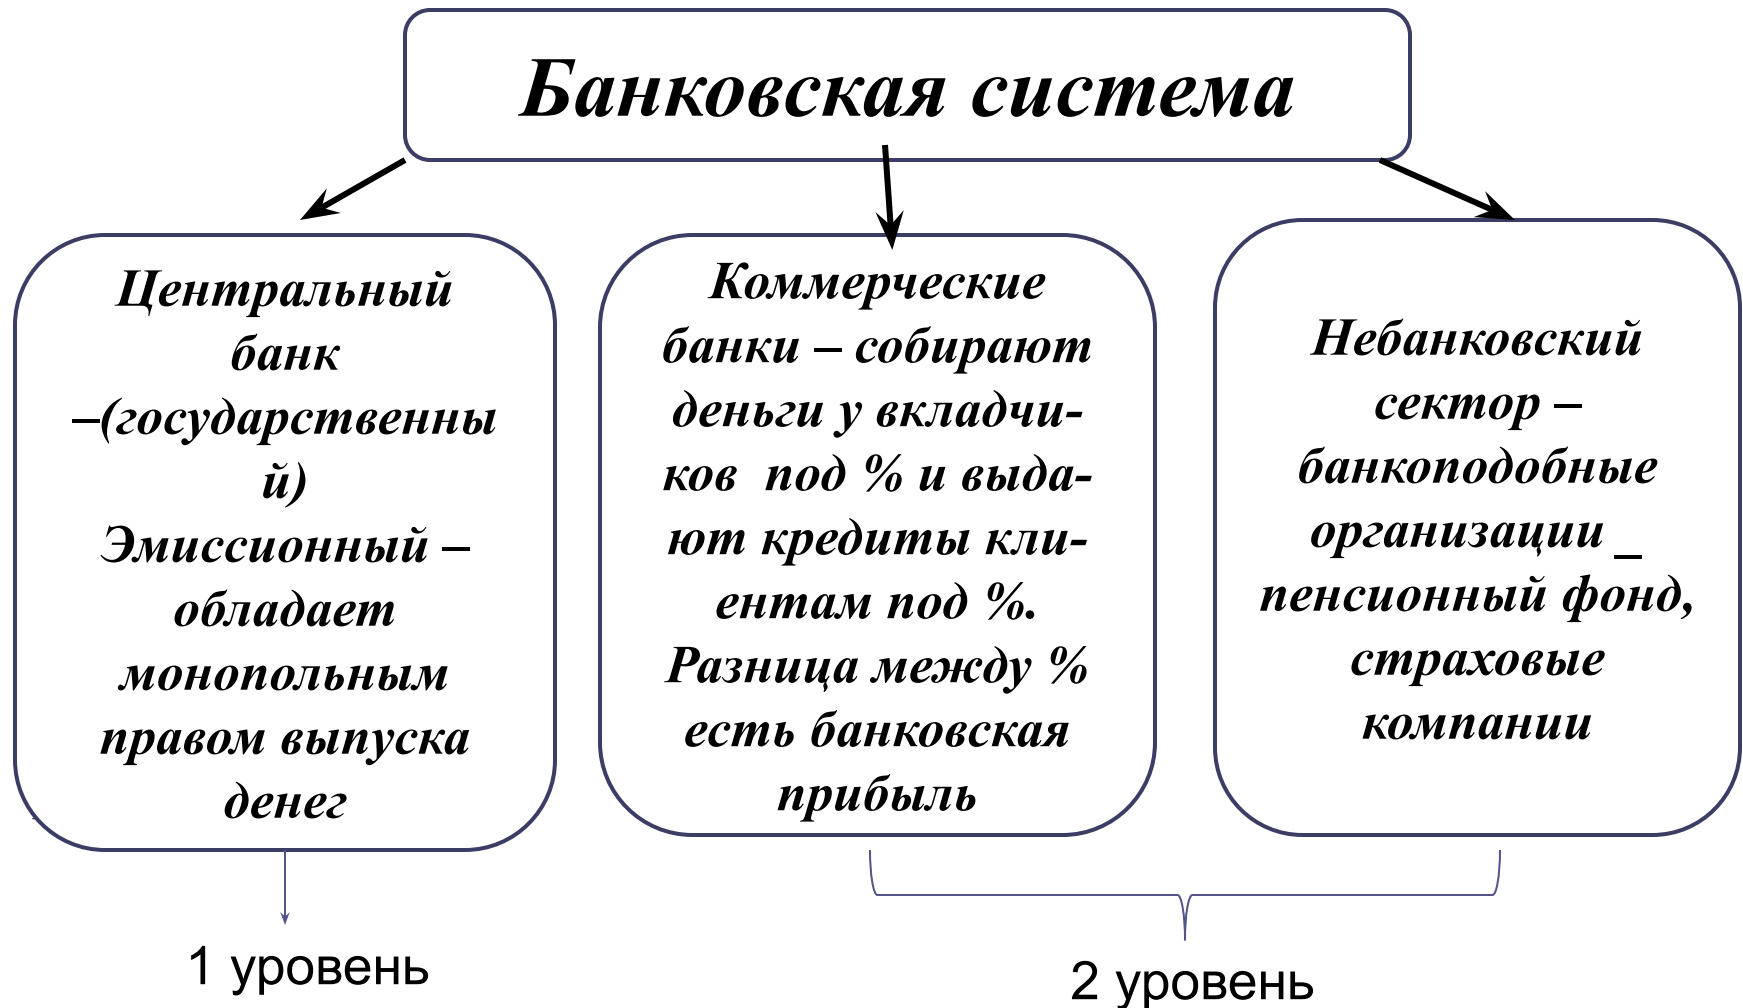 Банковская система
Центральный
банк
–(государственны
й)
Эмиссионный –
обладает
монопольным
правом выпуска
денег
Коммерческие
банки – собирают
деньги у вкладчи-
ков под % и выда-
ют кредиты кли-
ентам под %.
Разница между %
есть банковская
прибыль
Небанковский
сектор –
банкоподобные
организации _
пенсионный фонд,
страховые
компании
1 уровень
2 уровень